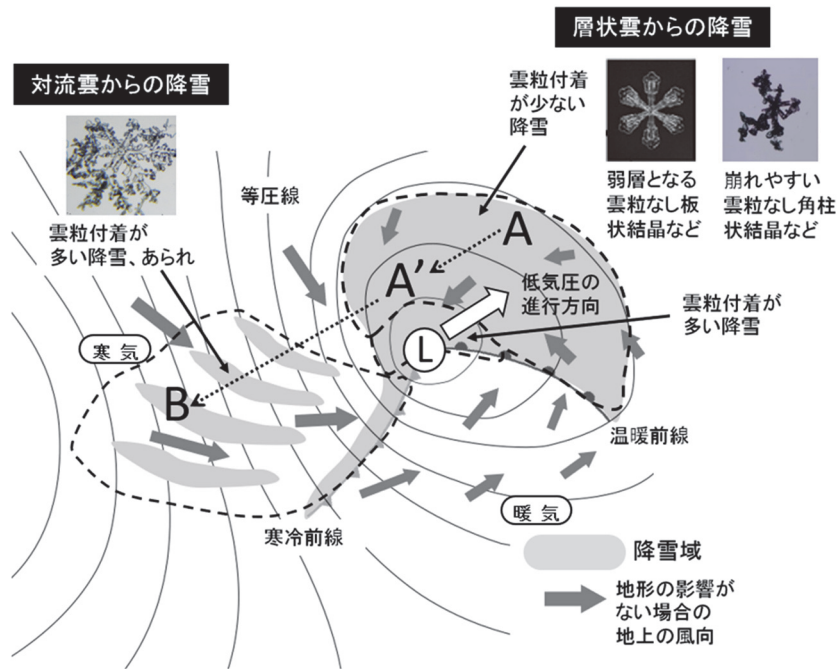 層状雲からの降雪
対流雲からの降雪
雲粒付着
が少ない
降雪
弱層となる
雲粒なし板
状結晶など
崩れやすい
雲粒なし角柱
状結晶など
等圧線
雲粒付着が
多い降雪、あられ
A
A′
低気圧の
進行方向
雲粒付着が
多い降雪
寒気
L
B
温暖前線
暖気
寒冷前線
降雪域
地形の影響が
ない場合の
地上の風向